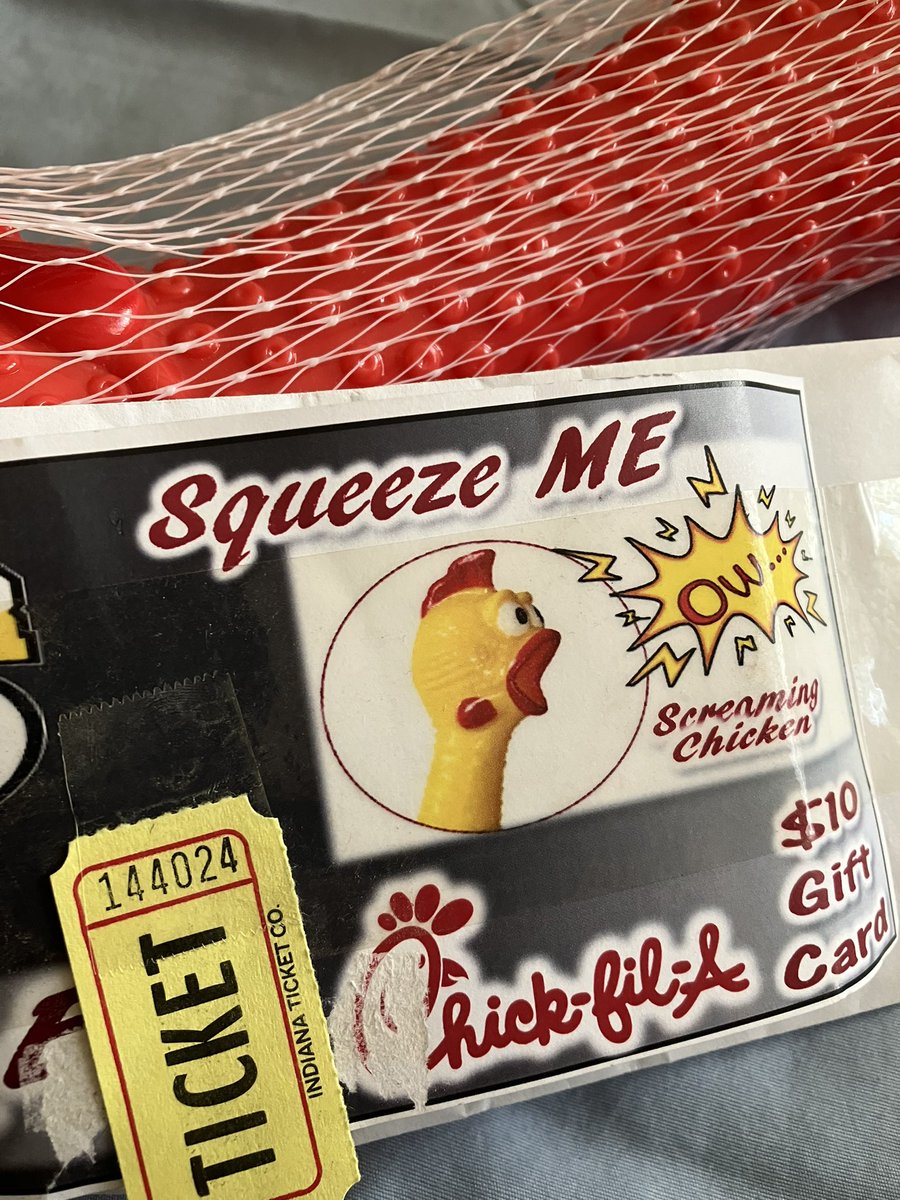 Squeeze ME
OW...
Screaming
Chicken
$10
Gift
Card
Chick-fil-A
144024
TICKET
INDIANA TICKET CO.